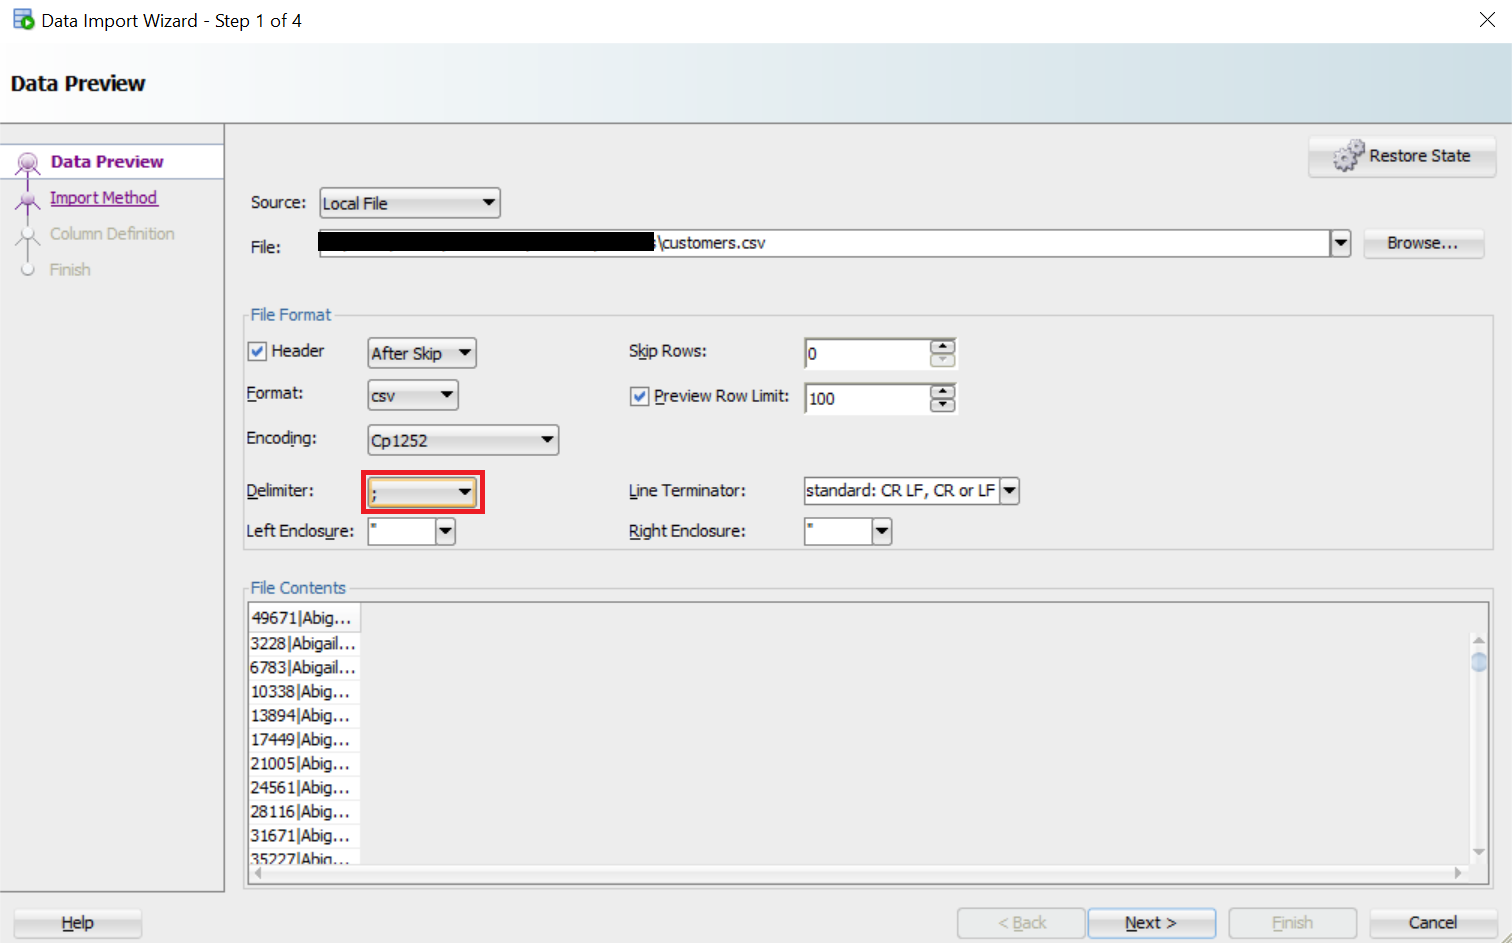 Data Import Wizard - Step 1 of 4
Data Preview
Data Preview
Import Method
Column Definition
Finish
Restore State
Source: Local File
File: \customers.csv Browse...
File Format
Header After Skip Skip Rows: 0
Format: csv Preview Row Limit: 100
Encoding: Cp1252
Delimiter: ; Line Terminator: standard: CR LF, CR or LF
Left Enclosure: " Right Enclosure: "
File Contents
49671|Abig...
3228|Abigail...
6783|Abigail...
10338|Abig...
13894|Abig...
17449|Abig...
21005|Abig...
24561|Abig...
28116|Abig...
31671|Abig...
35227|Abig...
Help < Back Next > Finish Cancel